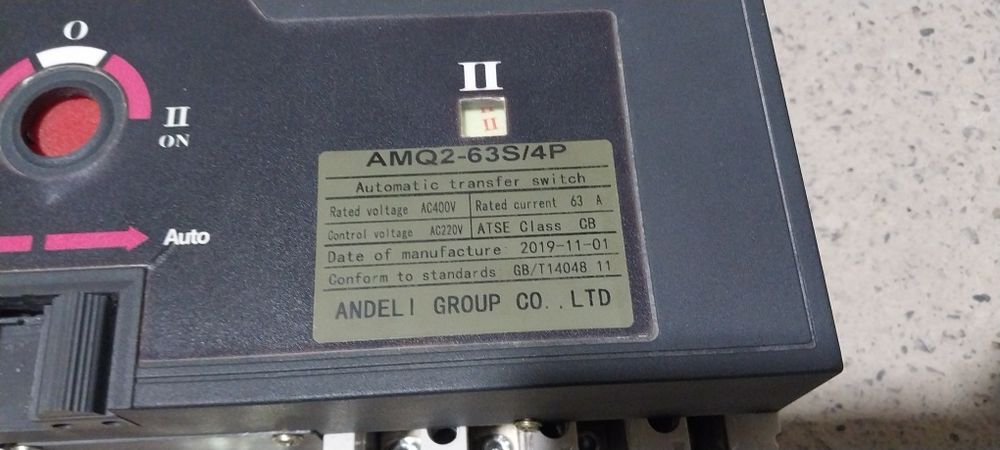 O
II
ON
Auto
II
II
AMQ2-63S/4P
Automatic transfer switch
Rated voltage AC400V Rated current 63 A
Control voltage AC220V ATSE Class CB
Date of manufacture: 2019-11-01
Conform to standards: GB/T14048 11
ANDELI GROUP CO.,LTD